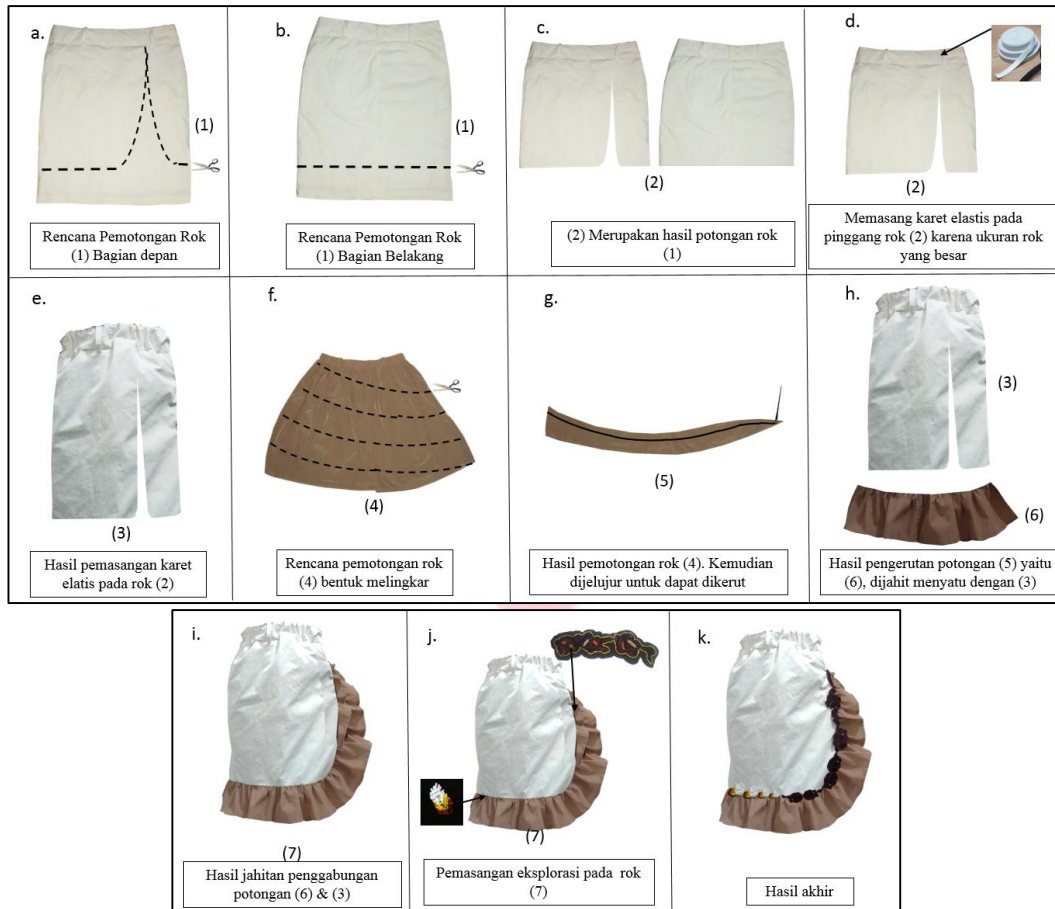 a.
(1)
Rencana Pemotongan Rok
(1) Bagian depan
b.
(1)
Rencana Pemotongan Rok
(1) Bagian Belakang
c.
(2)
(2) Merupakan hasil potongan rok
(1)
d.
(2)
Memasang karet elastis pada
pinggang rok (2) karena ukuran rok
yang besar
e.
(3)
Hasil pemasangan karet
elatis pada rok (2)
f.
(4)
Rencana pemotongan rok
(4) bentuk melingkar
g.
(5)
Hasil pemotongan rok (4). Kemudian
dijelujur untuk dapat dikerut
h.
(3)
(6)
Hasil pengerutan potongan (5) yaitu
(6), dijahit menyatu dengan (3)
i.
(7)
Hasil jahitan penggabungan
potongan (6) & (3)
j.
(7)
Pemasangan eksplorasi pada rok
(7)
k.
Hasil akhir